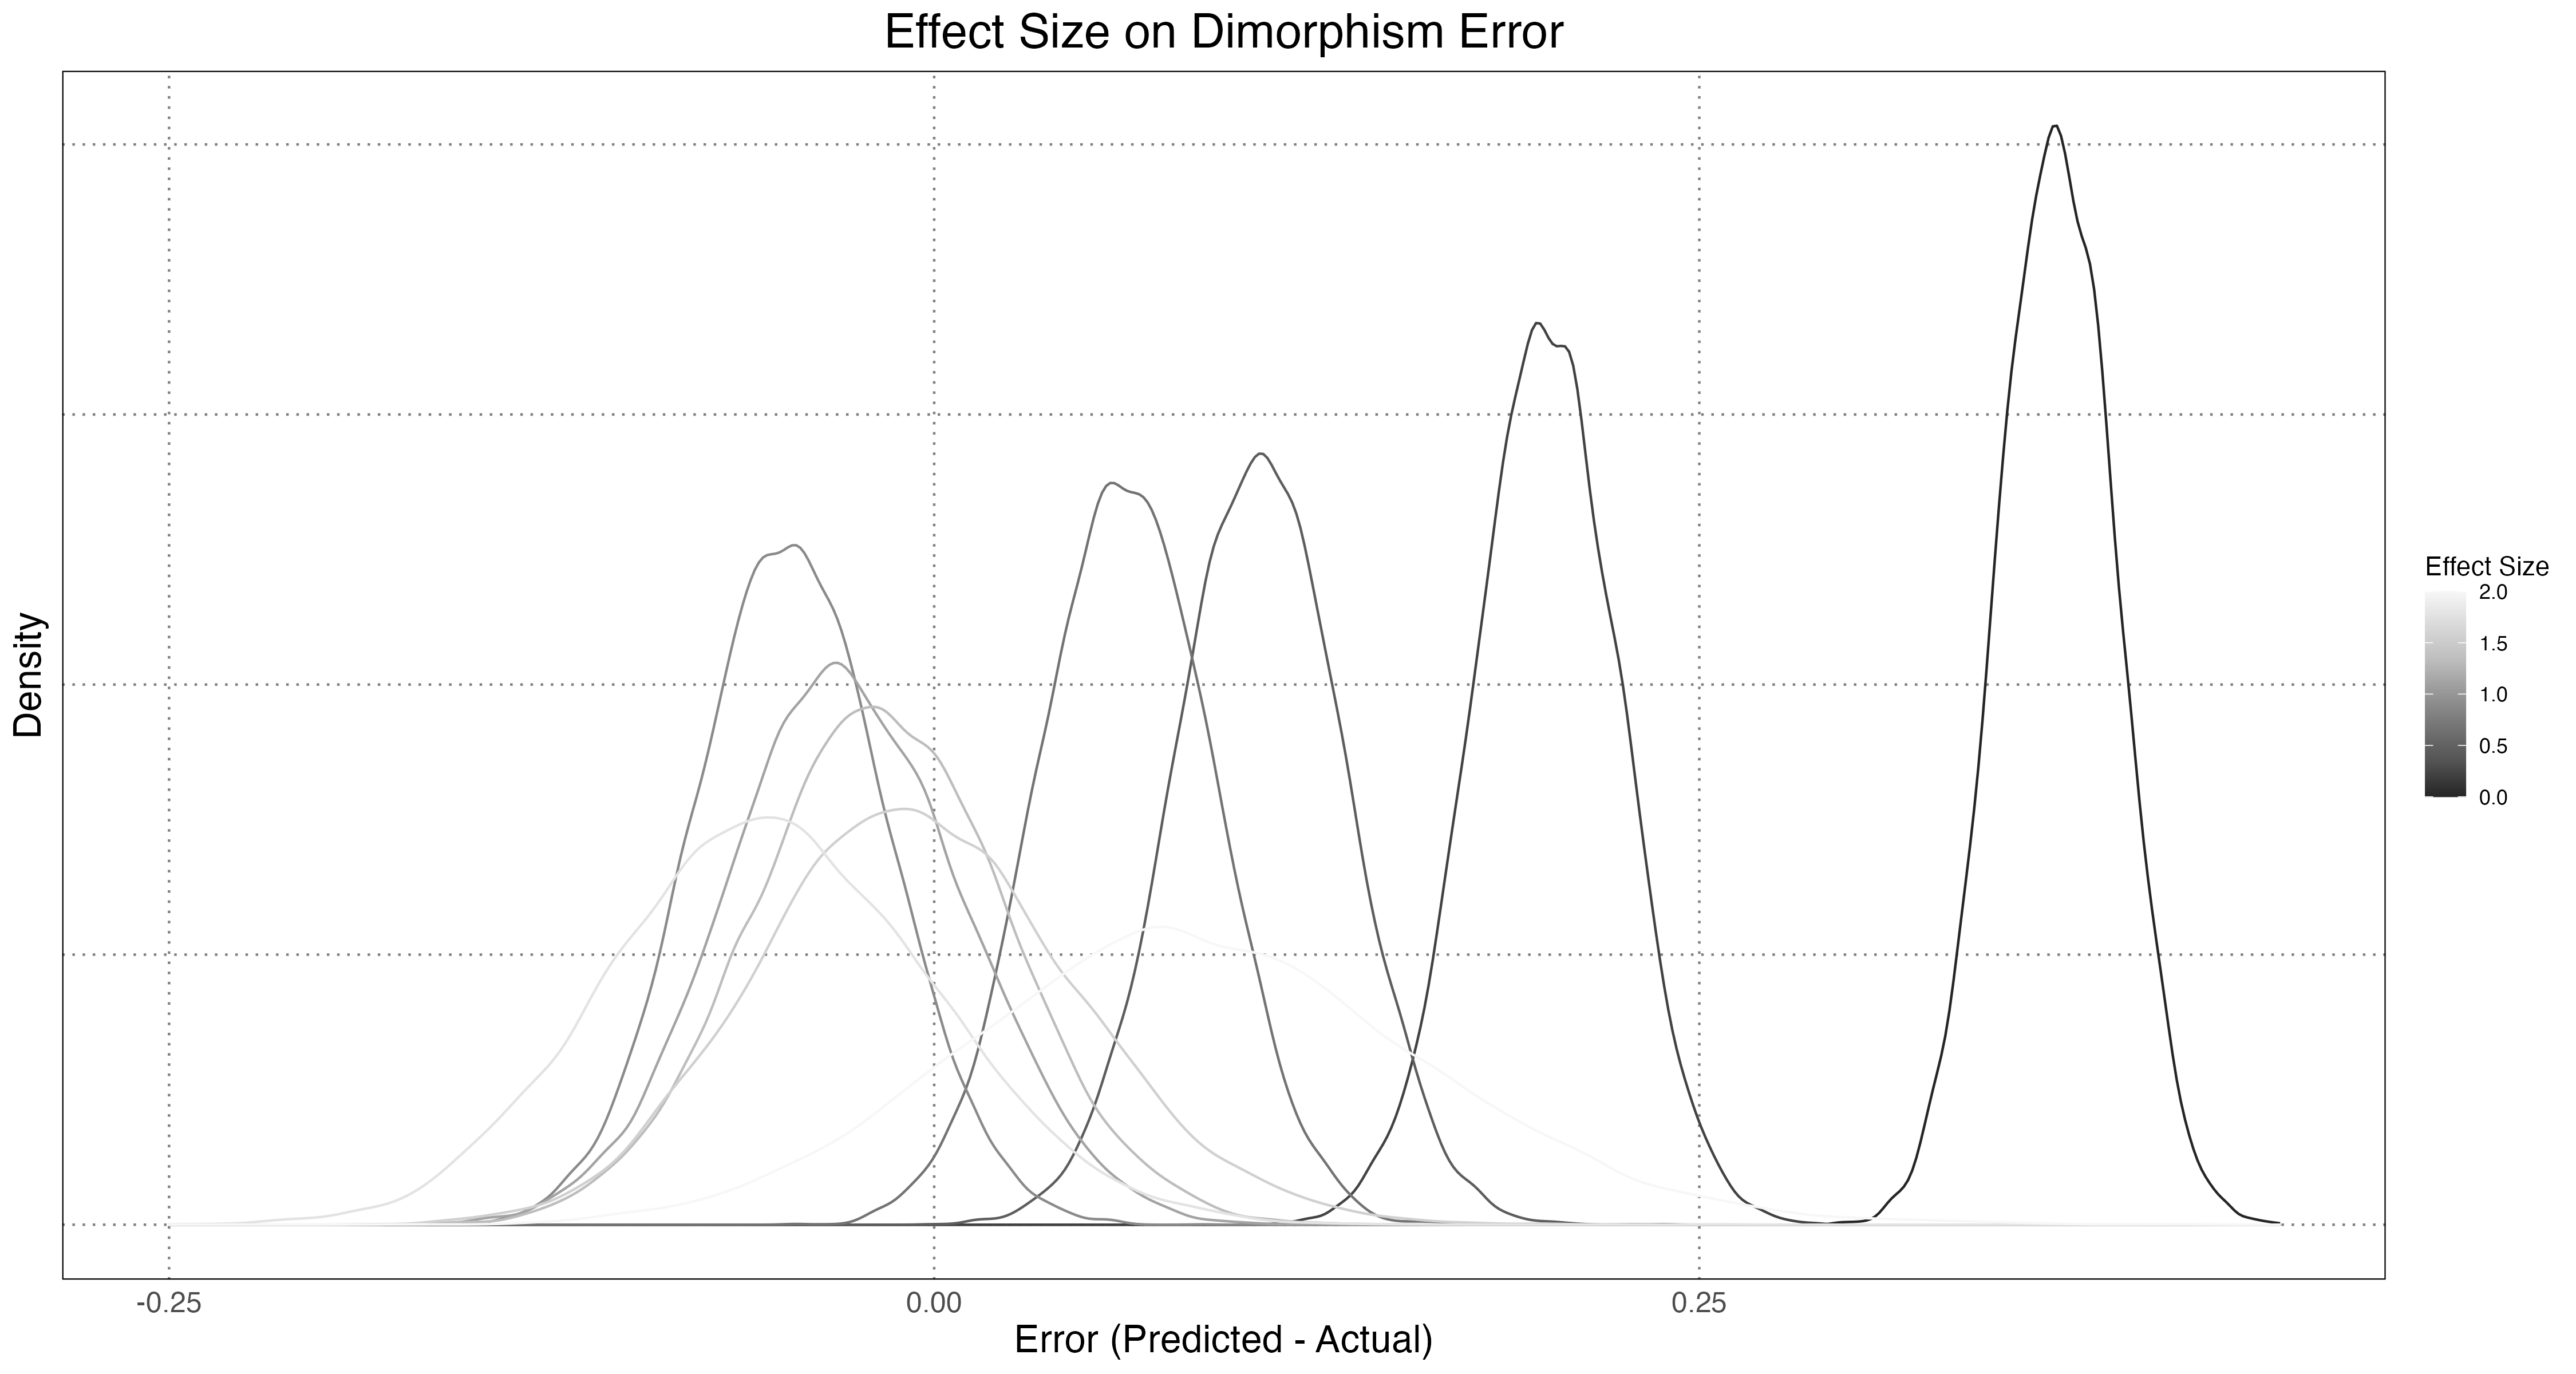 Effect Size on Dimorphism Error
Density
Effect Size
2.0
1.5
1.0
0.5
0.0
-0.25
0.00
0.25
Error (Predicted - Actual)